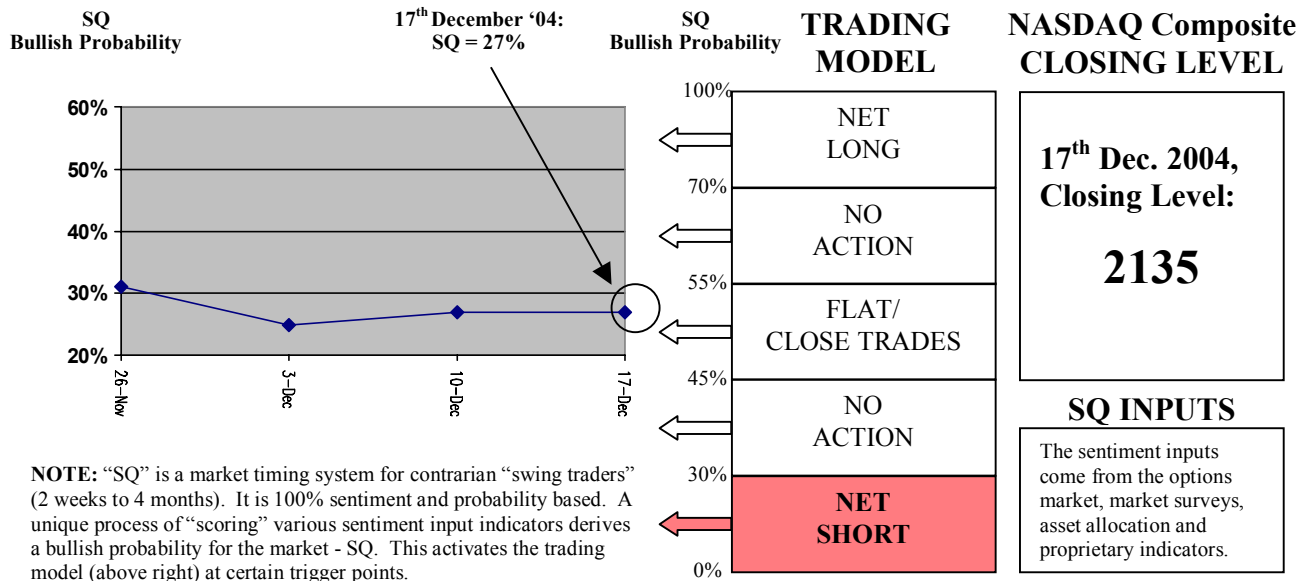 SQ
Bullish Probability
17th December ‘04:
SQ = 27%
60%
50%
40%
30%
20%
26-Nov
3-Dec
10-Dec
17-Dec
NOTE: “SQ” is a market timing system for contrarian “swing traders”
(2 weeks to 4 months). It is 100% sentiment and probability based. A
unique process of “scoring” various sentiment input indicators derives
a bullish probability for the market - SQ. This activates the trading
model (above right) at certain trigger points.
SQ
Bullish Probability
TRADING
MODEL
100%
NET
LONG
70%
NO
ACTION
55%
FLAT/
CLOSE TRADES
45%
NO
ACTION
30%
NET
SHORT
0%
NASDAQ Composite
CLOSING LEVEL
17th Dec. 2004,
Closing Level:
2135
SQ INPUTS
The sentiment inputs
come from the options
market, market surveys,
asset allocation and
proprietary indicators.